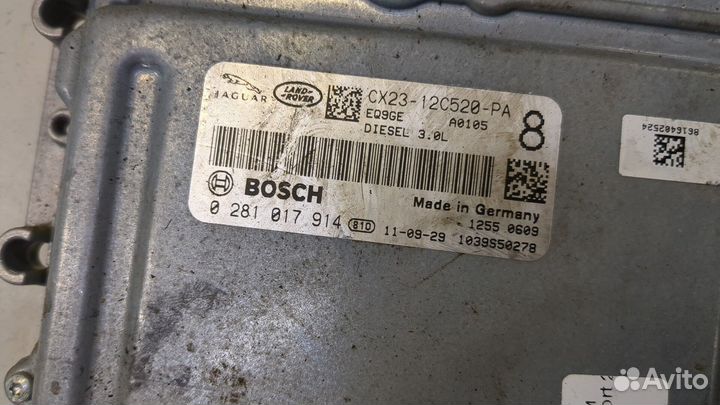 JAGUAR
LAND-
ROVER
CX23-12C520-PA
EQ9GE A0105
DIESEL 3.0L
8
BOSCH
Made in Germany
0 281 017 914 810 11-09-29 1255 0609
1039S50278
8616402524
Avito